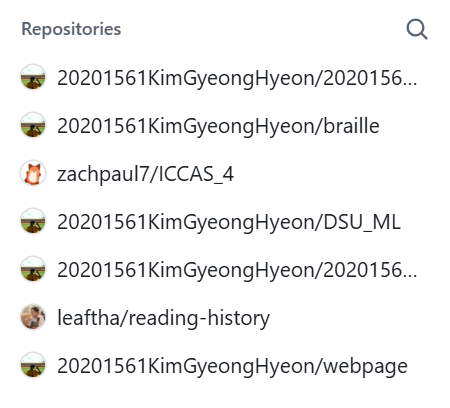 Repositories
20201561KimGyeongHyeon/2020156...
20201561KimGyeongHyeon/braille
zachpaul7/ICCAS_4
20201561KimGyeongHyeon/DSU_ML
20201561KimGyeongHyeon/2020156...
leaftha/reading-history
20201561KimGyeongHyeon/webpage